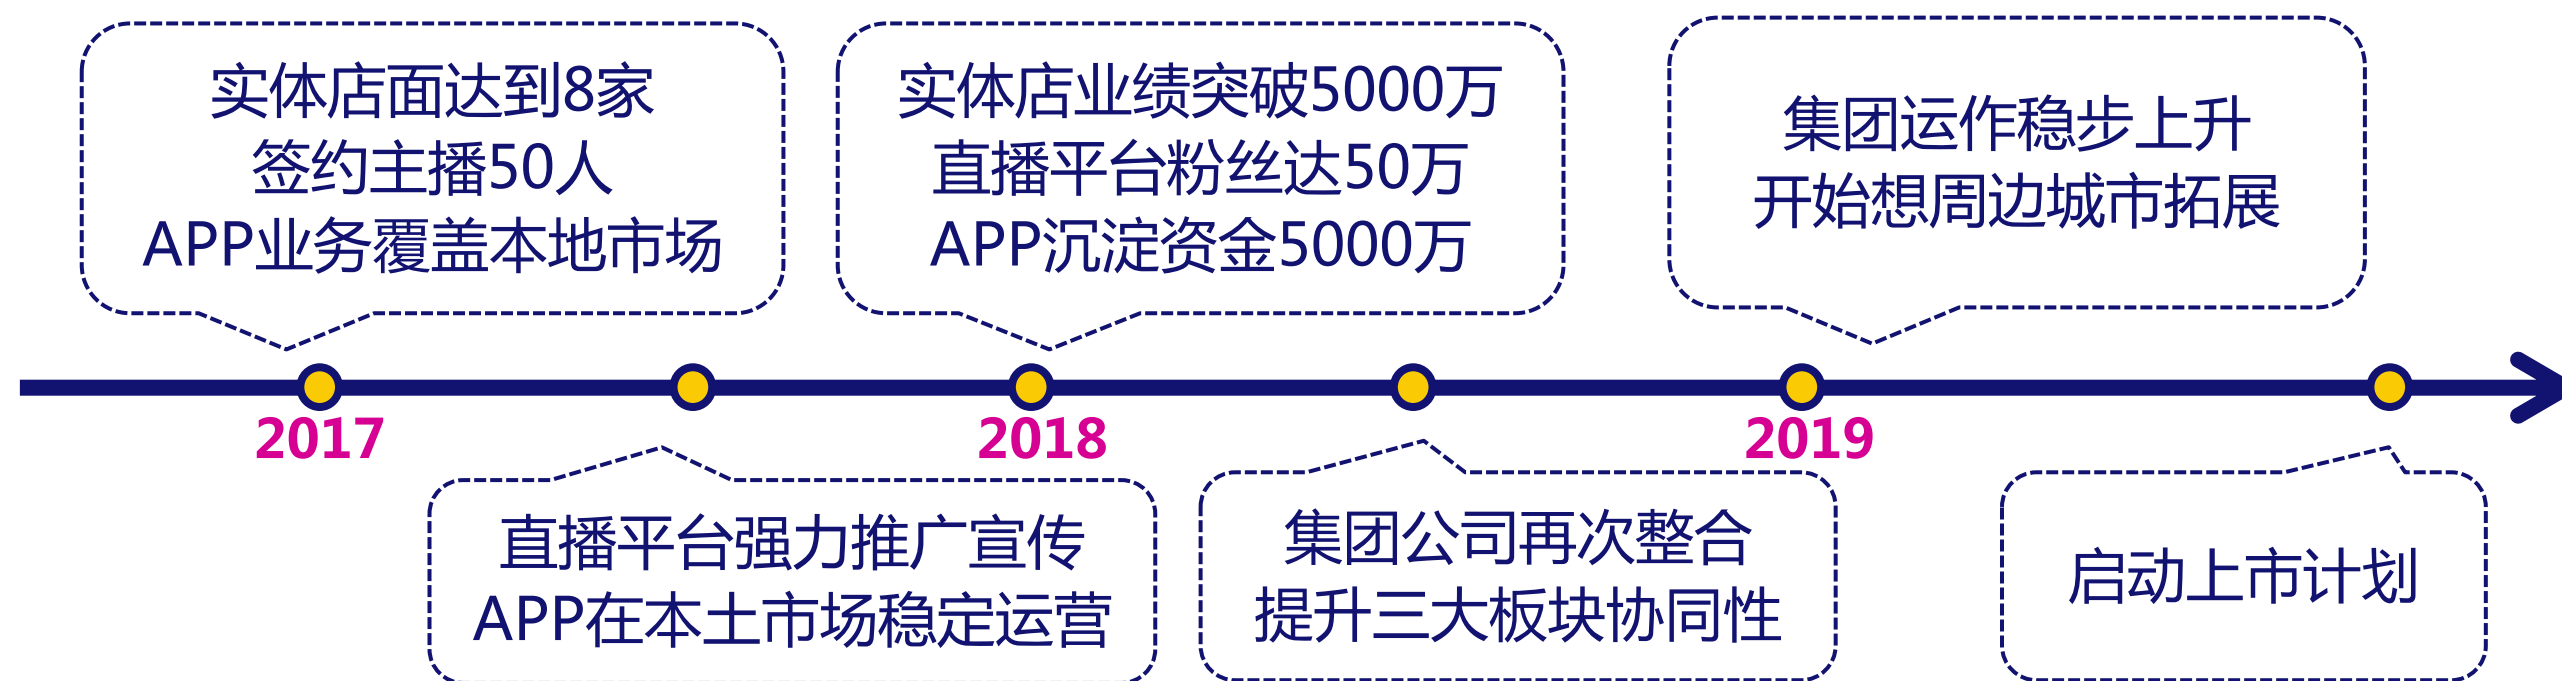 实体店面达到8家
签约主播50人
APP业务覆盖本地市场
实体店业绩突破5000万
直播平台粉丝达50万
APP沉淀资金5000万
集团运作稳步上升
开始想周边城市拓展
2017
2018
2019
直播平台强力推广宣传
APP在本土市场稳定运营
集团公司再次整合
提升三大板块协同性
启动上市计划